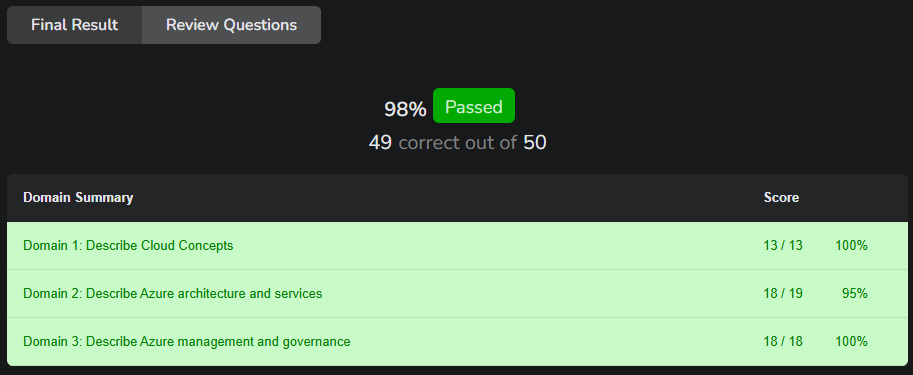 Final Result Review Questions
98% Passed
49 correct out of 50
Domain Summary Score
Domain 1: Describe Cloud Concepts 13 / 13 100%
Domain 2: Describe Azure architecture and services 18 / 19 95%
Domain 3: Describe Azure management and governance 18 / 18 100%